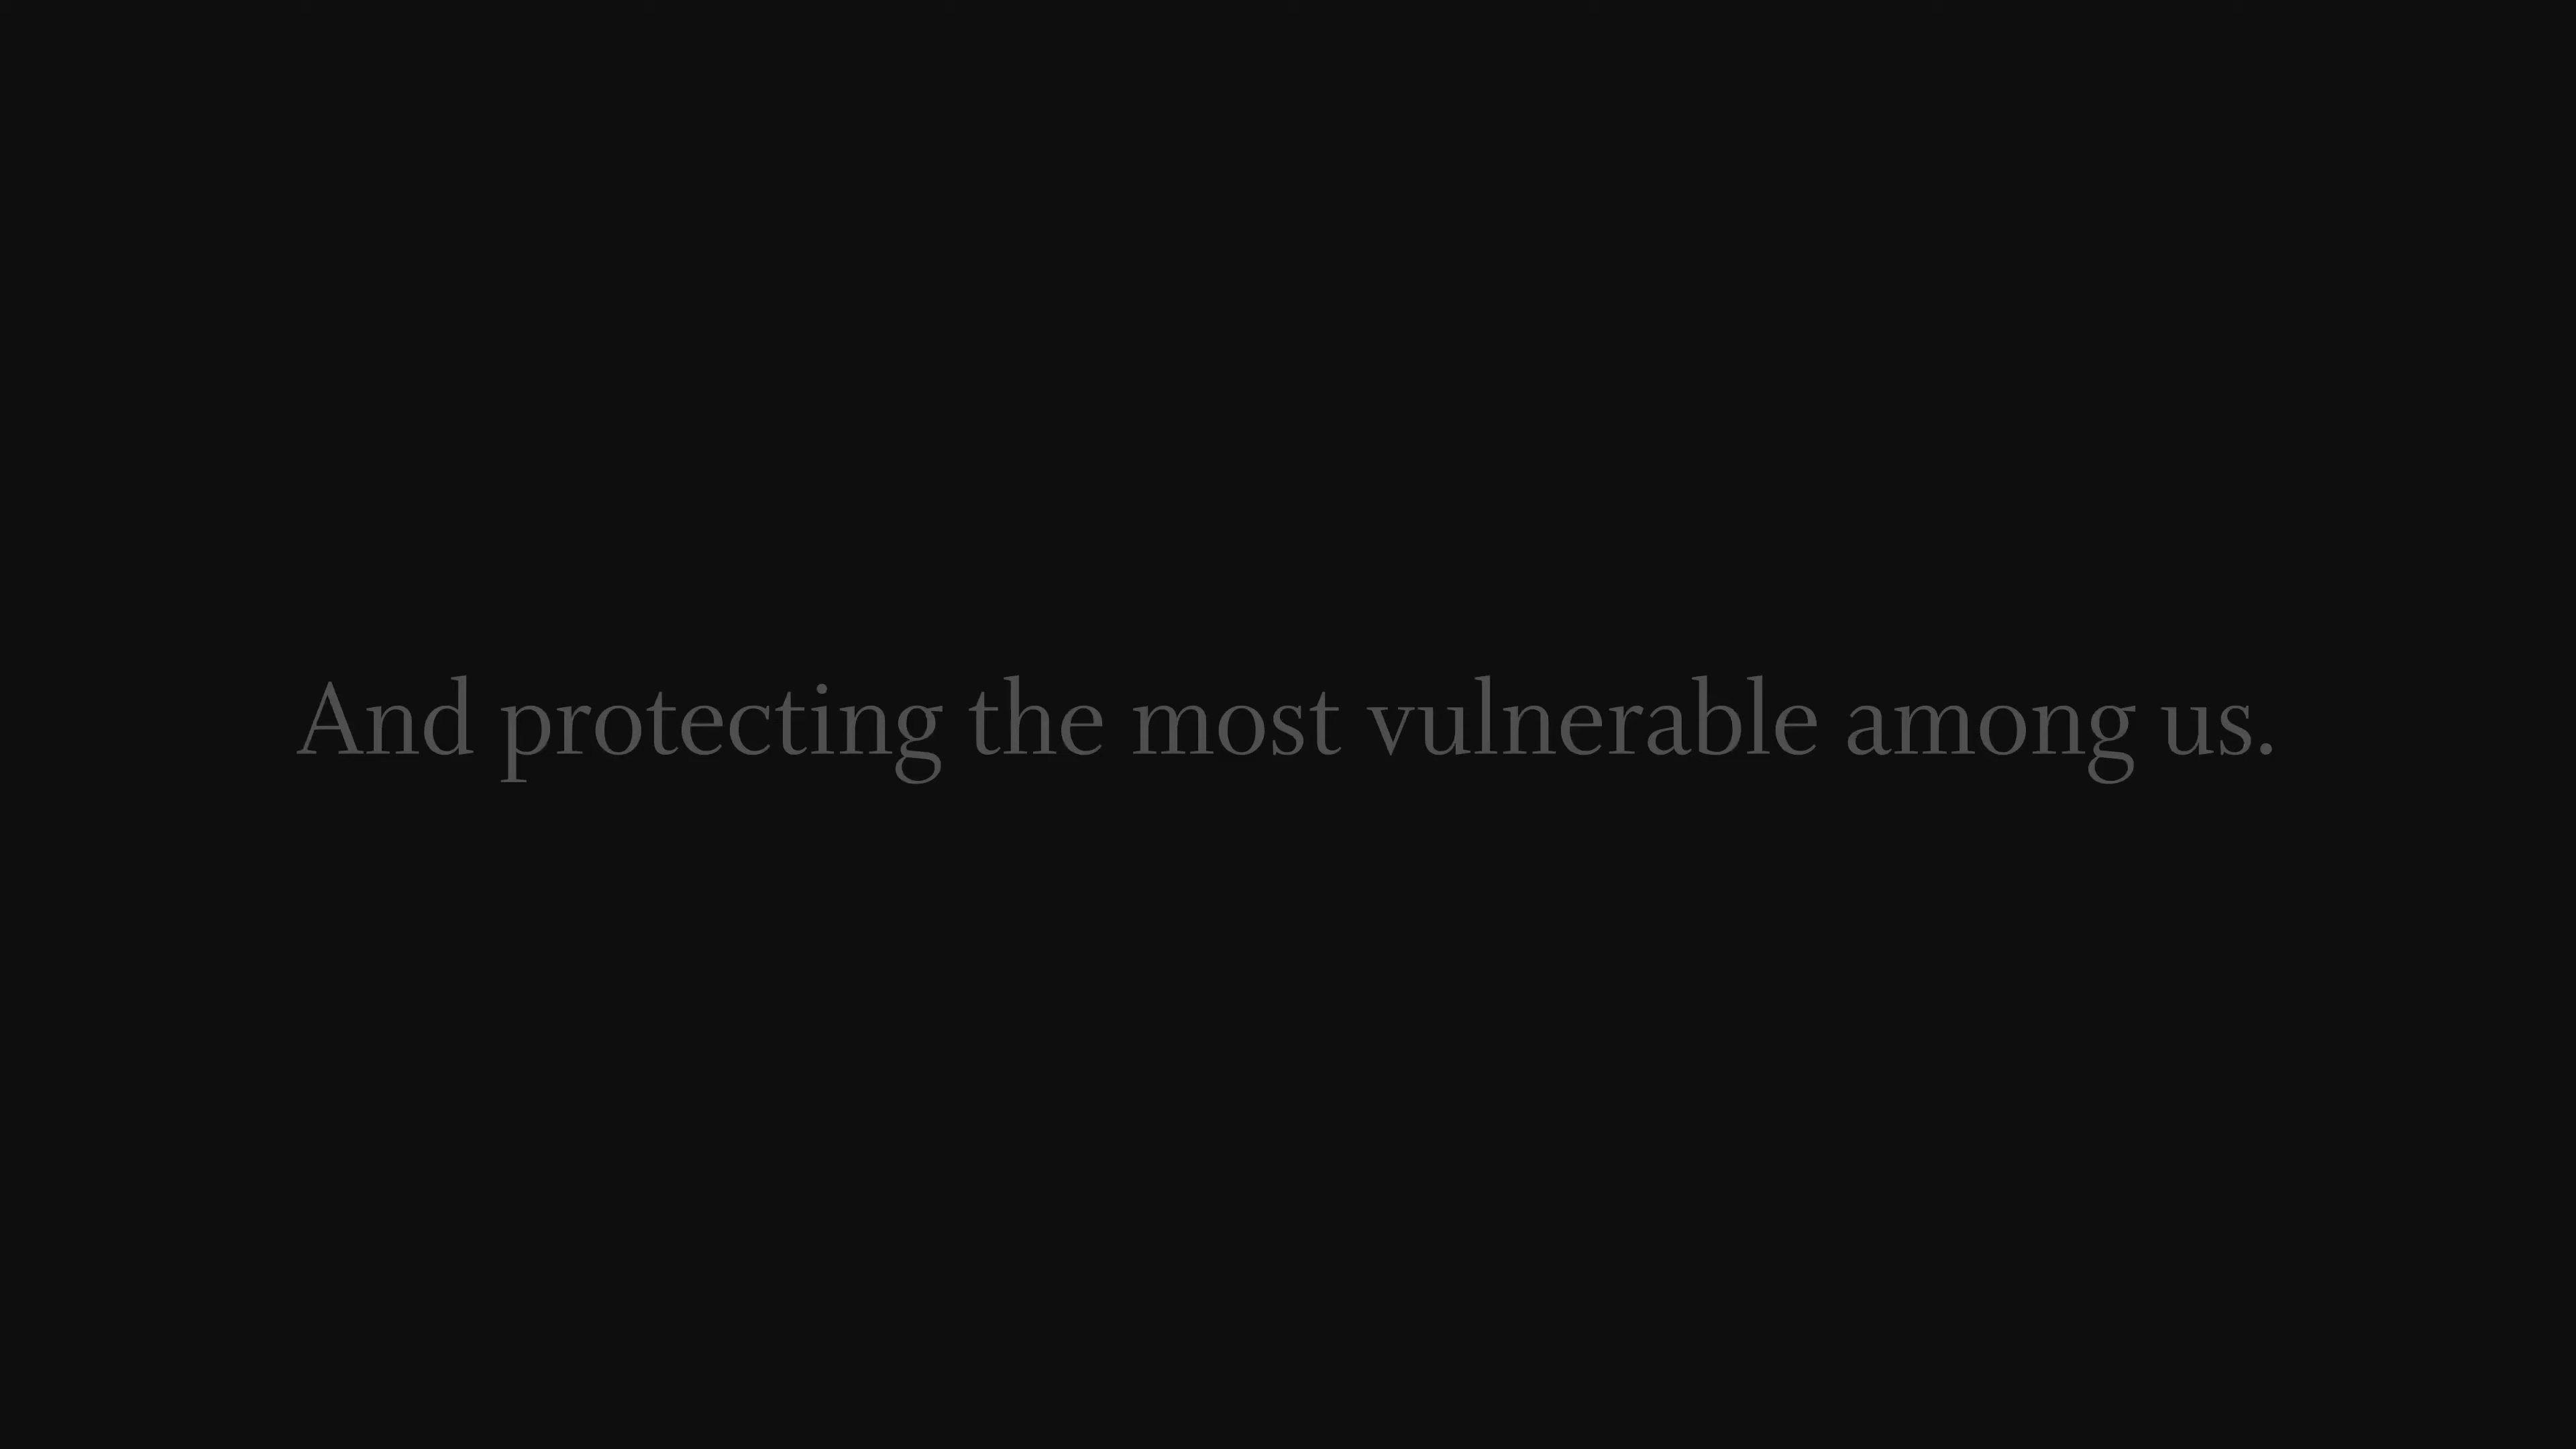 And protecting the most vulnerable among us.